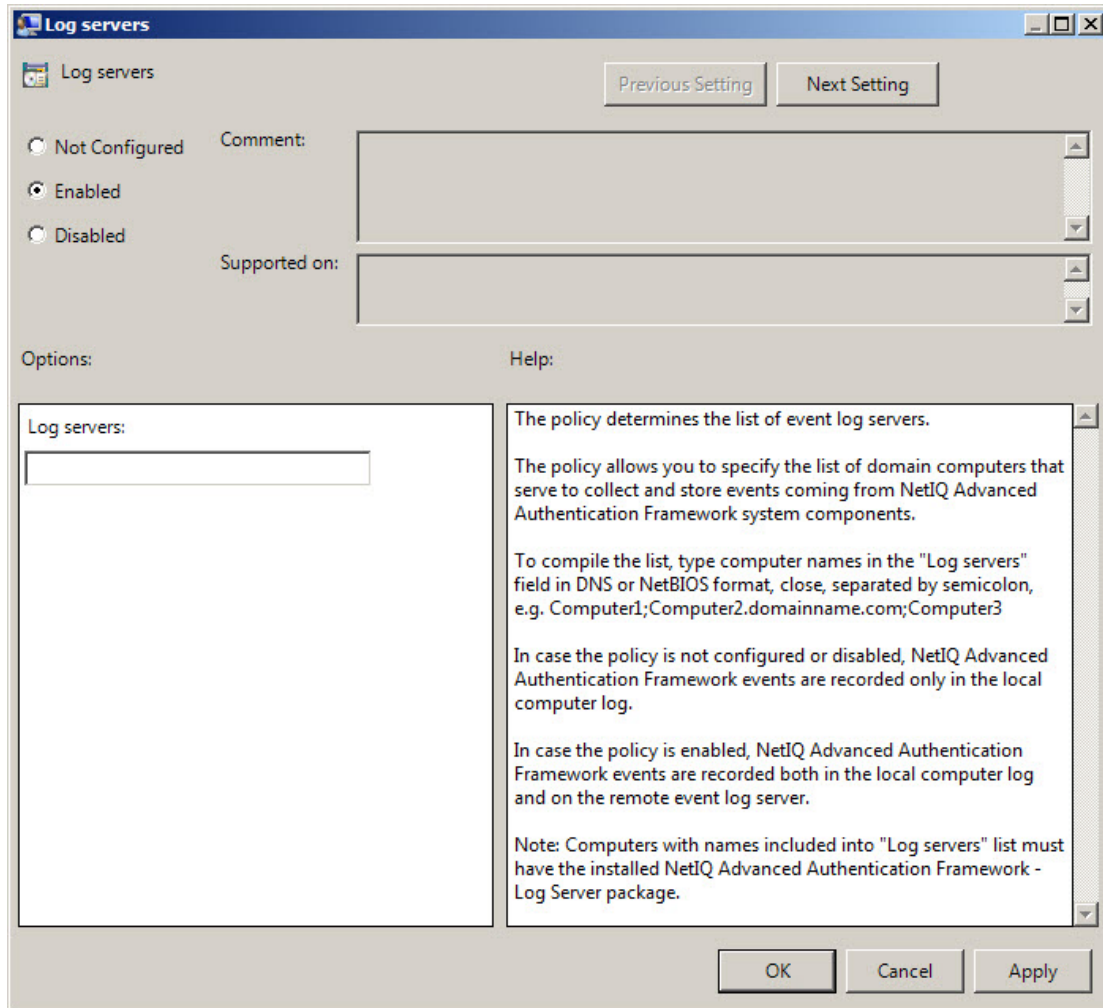 Log servers
Log servers
Previous Setting
Next Setting
Not Configured
Comment:
Enabled
Disabled
Supported on:
Options:
Help:
Log servers:
The policy determines the list of event log servers.
The policy allows you to specify the list of domain computers that
serve to collect and store events coming from NetIQ Advanced
Authentication Framework system components.
To compile the list, type computer names in the "Log servers"
field in DNS or NetBIOS format, close, separated by semicolon,
e.g. Computer1;Computer2.domainname.com;Computer3
In case the policy is not configured or disabled, NetIQ Advanced
Authentication Framework events are recorded only in the local
computer log.
In case the policy is enabled, NetIQ Advanced Authentication
Framework events are recorded both in the local computer log
and on the remote event log server.
Note: Computers with names included into "Log servers" list must
have the installed NetIQ Advanced Authentication Framework -
Log Server package.
OK
Cancel
Apply